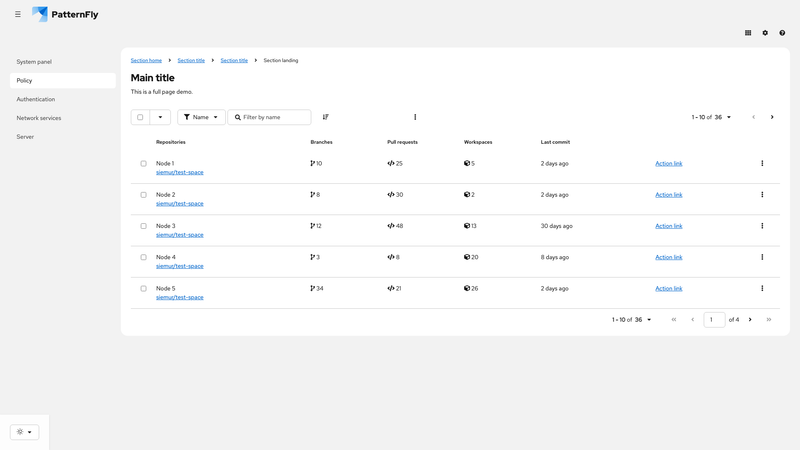 PatternFly
System panel
Policy
Authentication
Network services
Server
Section home Section title Section title Section landing
Main title
This is a full page demo.
Name Filter by name 1 - 10 of 36
Repositories Branches Pull requests Workspaces Last commit
Node 1 10 25 5 2 days ago Action link
siemur/test-space
Node 2 8 30 2 2 days ago Action link
siemur/test-space
Node 3 12 48 13 30 days ago Action link
siemur/test-space
Node 4 3 8 20 8 days ago Action link
siemur/test-space
Node 5 34 21 26 2 days ago Action link
siemur/test-space
1 - 10 of 36 1 of 4